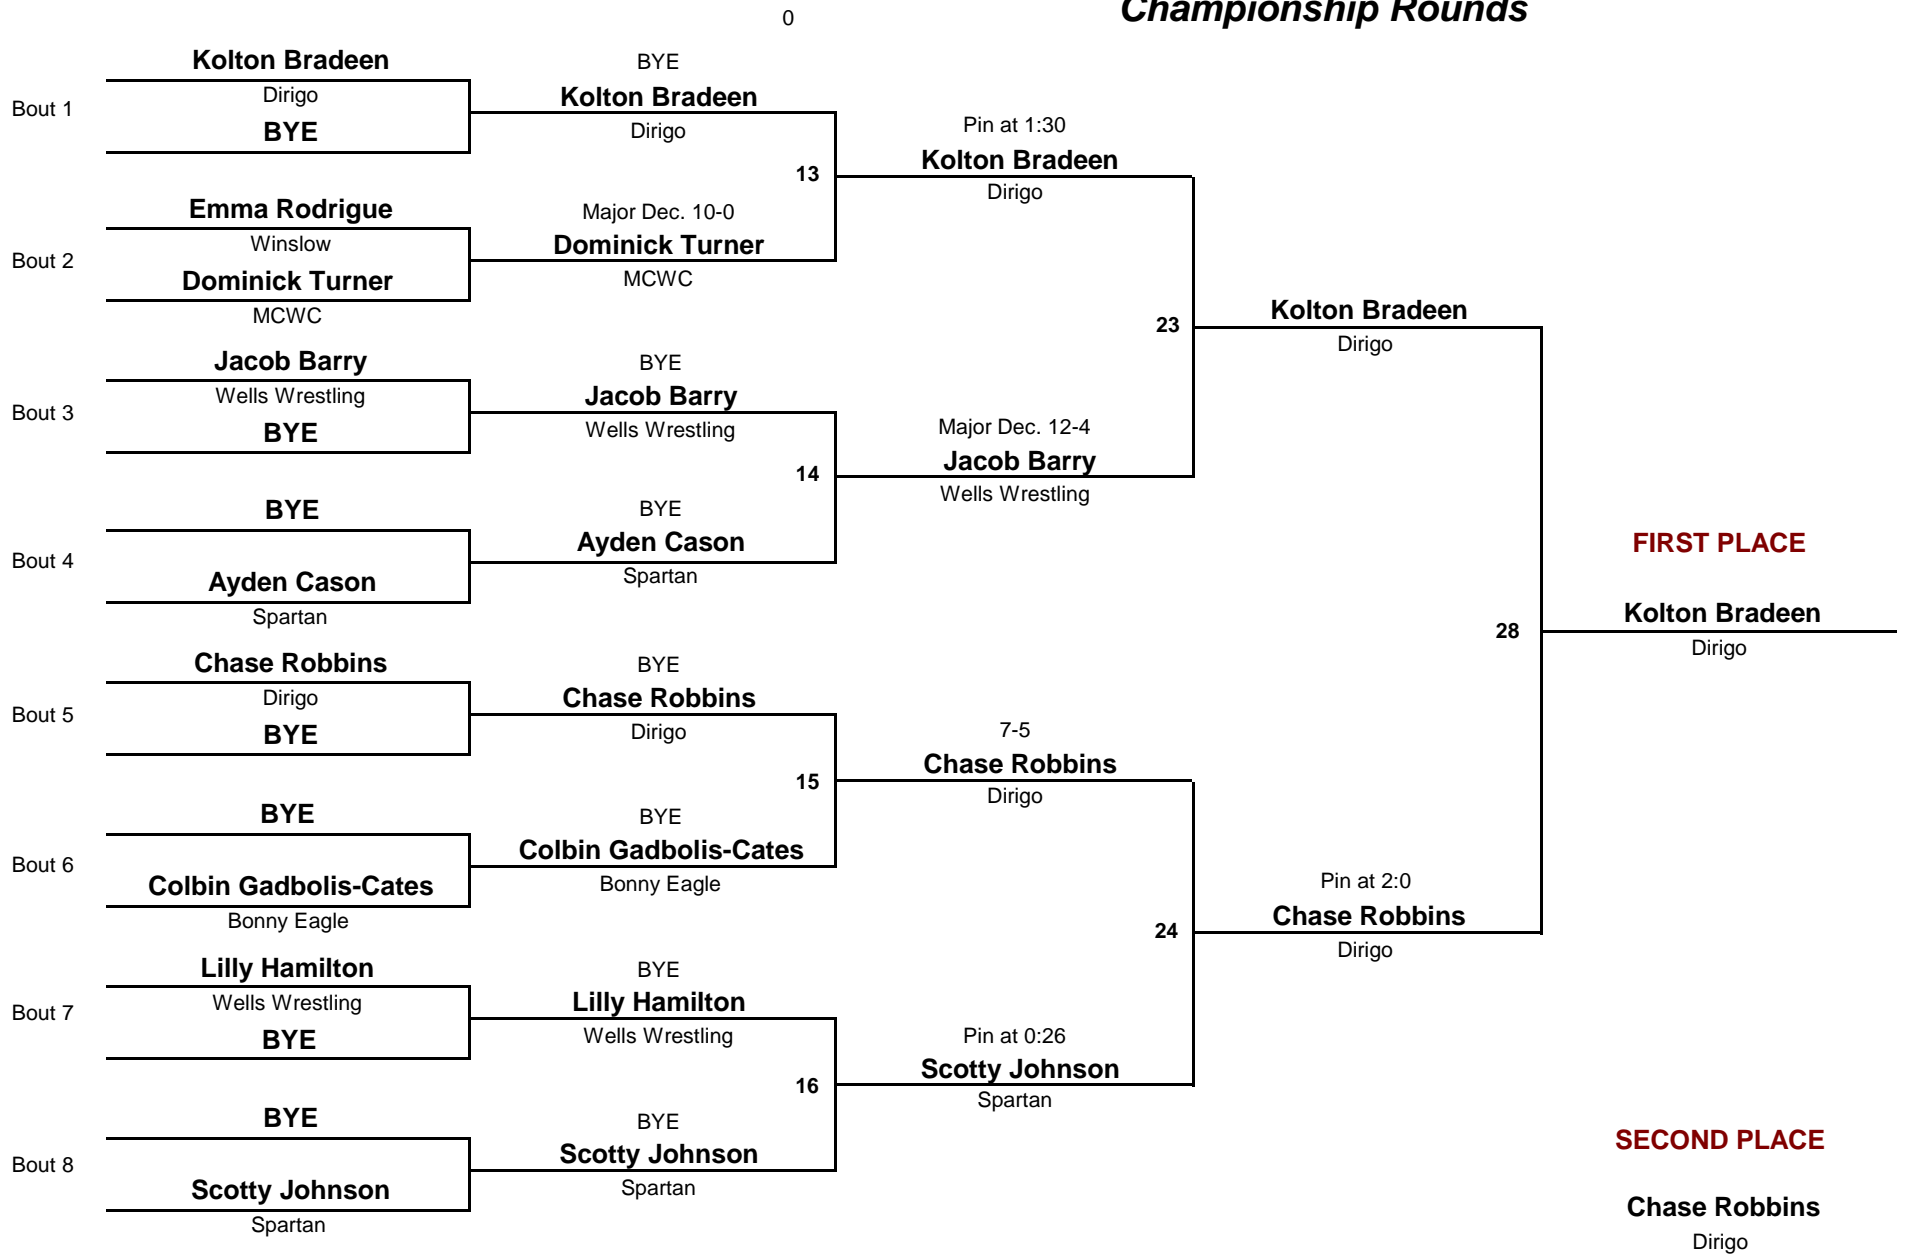 0
Championship Rounds
Bout 1
Kolton Bradeen
Dirigo
BYE
Bout 2
Emma Rodrigue
Winslow
Dominick Turner
MCWC
Bout 3
Jacob Barry
Wells Wrestling
BYE
Bout 4
BYE
Ayden Cason
Spartan
Bout 5
Chase Robbins
Dirigo
BYE
Bout 6
BYE
Colbin Gadbolis-Cates
Bonny Eagle
Bout 7
Lilly Hamilton
Wells Wrestling
BYE
Bout 8
BYE
Scotty Johnson
Spartan
BYE
Kolton Bradeen
Dirigo
13
Major Dec. 10-0
Dominick Turner
MCWC
BYE
Jacob Barry
Wells Wrestling
14
BYE
Ayden Cason
Spartan
BYE
Chase Robbins
Dirigo
15
BYE
Colbin Gadbolis-Cates
Bonny Eagle
BYE
Lilly Hamilton
Wells Wrestling
16
BYE
Scotty Johnson
Spartan
Pin at 1:30
Kolton Bradeen
Dirigo
23
Major Dec. 12-4
Jacob Barry
Wells Wrestling
7-5
Chase Robbins
Dirigo
24
Pin at 0:26
Scotty Johnson
Spartan
Kolton Bradeen
Dirigo
28
Pin at 2:0
Chase Robbins
Dirigo
FIRST PLACE
Kolton Bradeen
Dirigo
SECOND PLACE
Chase Robbins
Dirigo